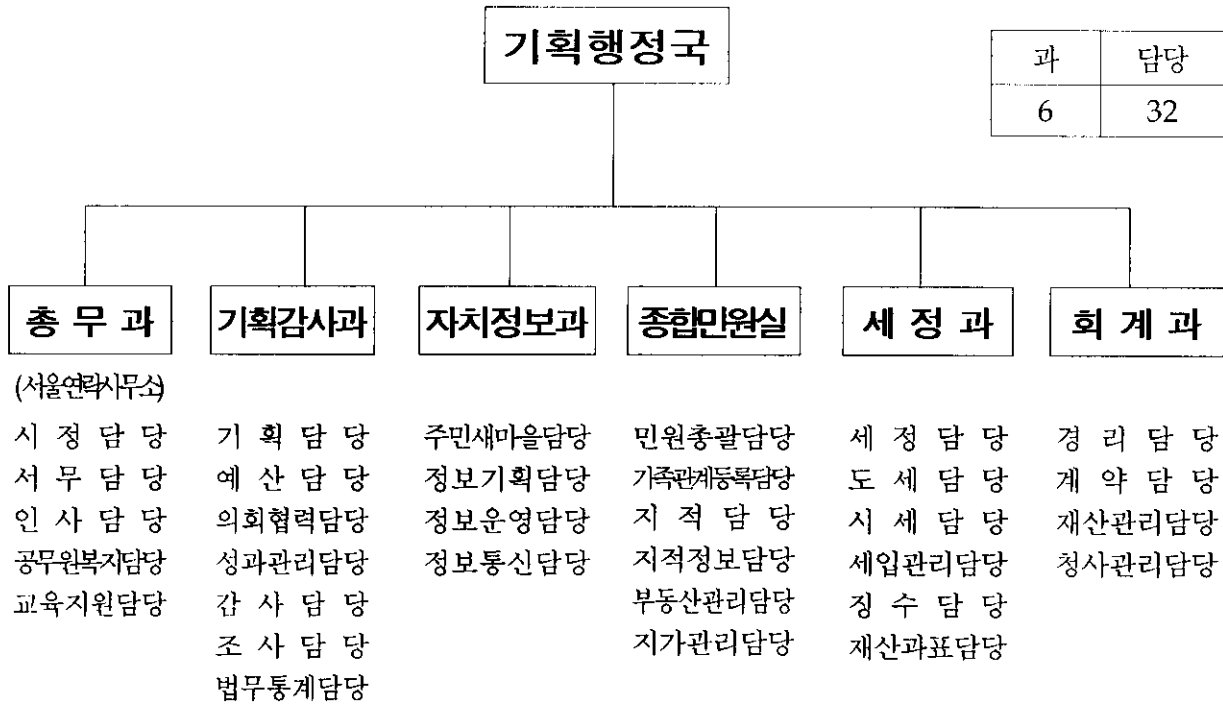 기획행정국
과 담당
6 32
총 무 과
(서울연락사무소)
시 정 담 당
서 무 담 당
인 사 담 당
공무원복지담당
교육지원담당
기획감사과
기 획 담 당
예 산 담 당
의회협력담당
성과관리담당
감 사 담 당
조 사 담 당
법무통계담당
자치정보과
주민새마을담당
정보기획담당
정보운영담당
정보통신담당
종합민원실
민원총괄담당
가족관계등록담당
지 적 담 당
지적정보담당
부동산관리담당
지가관리담당
세 정 과
세 정 담 당
도 세 담 당
시 세 담 당
세입관리담당
징 수 담 당
재산과표담당
회 계 과
경 리 담 당
계 약 담 당
재산관리담당
청사관리담당